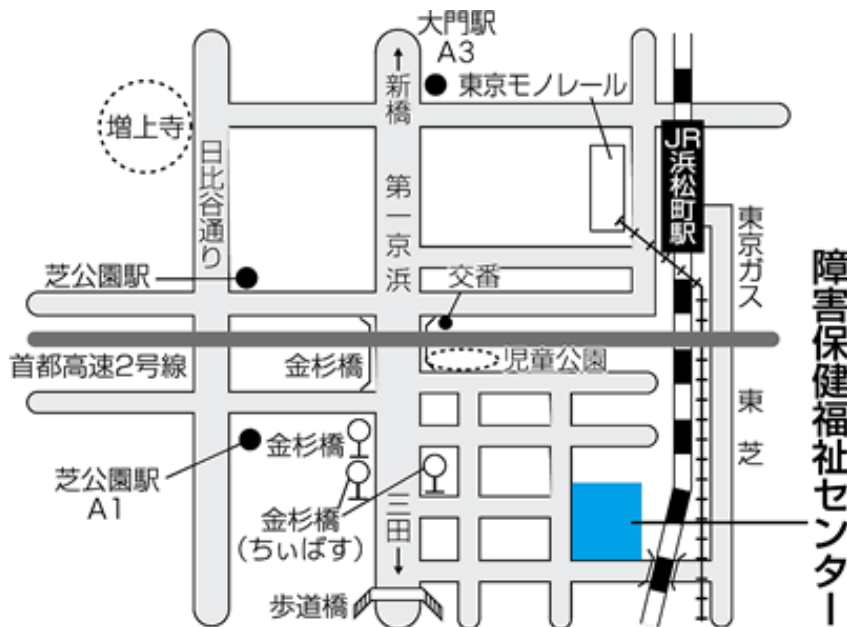 大門駅
A3
新橋
東京モノレール
増上寺
JR浜松町駅
日比谷通り
第一京浜
東京ガス
芝公園駅
交番
障害保健福祉センター
首都高速2号線
金杉橋
児童公園
東芝
金杉橋
芝公園駅
A1
金杉橋
(ちぃばす)
三田
歩道橋